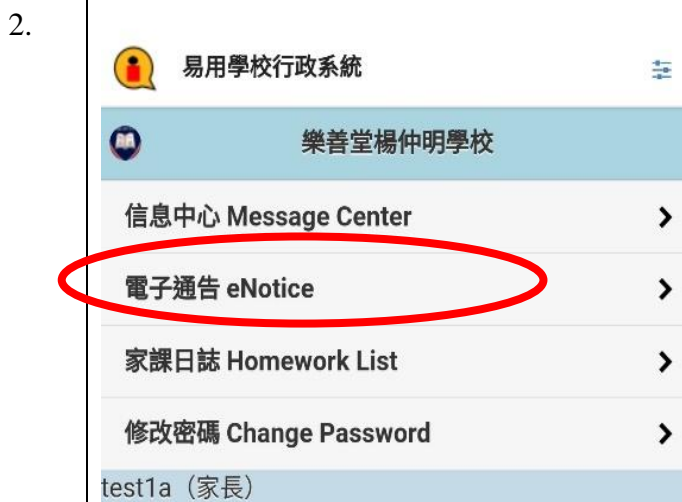 2.
易用學校行政系統
樂善堂楊仲明學校
信息中心 Message Center
電子通告 eNotice
家課日誌 Homework List
修改密碼 Change Password
test1a（家長）